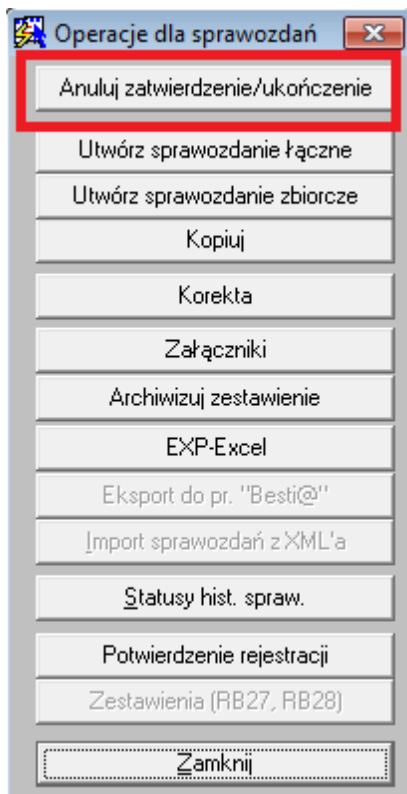 Operacje dla sprawozdań
Anuluj zatwierdzenie/ukończenie
Utwórz sprawozdanie łączne
Utwórz sprawozdanie zbiorcze
Kopiuj
Korekta
Załączniki
Archiwizuj zestawienie
EXP-Excel
Eksport do pr. "Besti@"
Import sprawozdań z XML'a
Statusy hist. spraw.
Potwierdzenie rejestracji
Zestawienia (RB27, RB28)
Zamknij